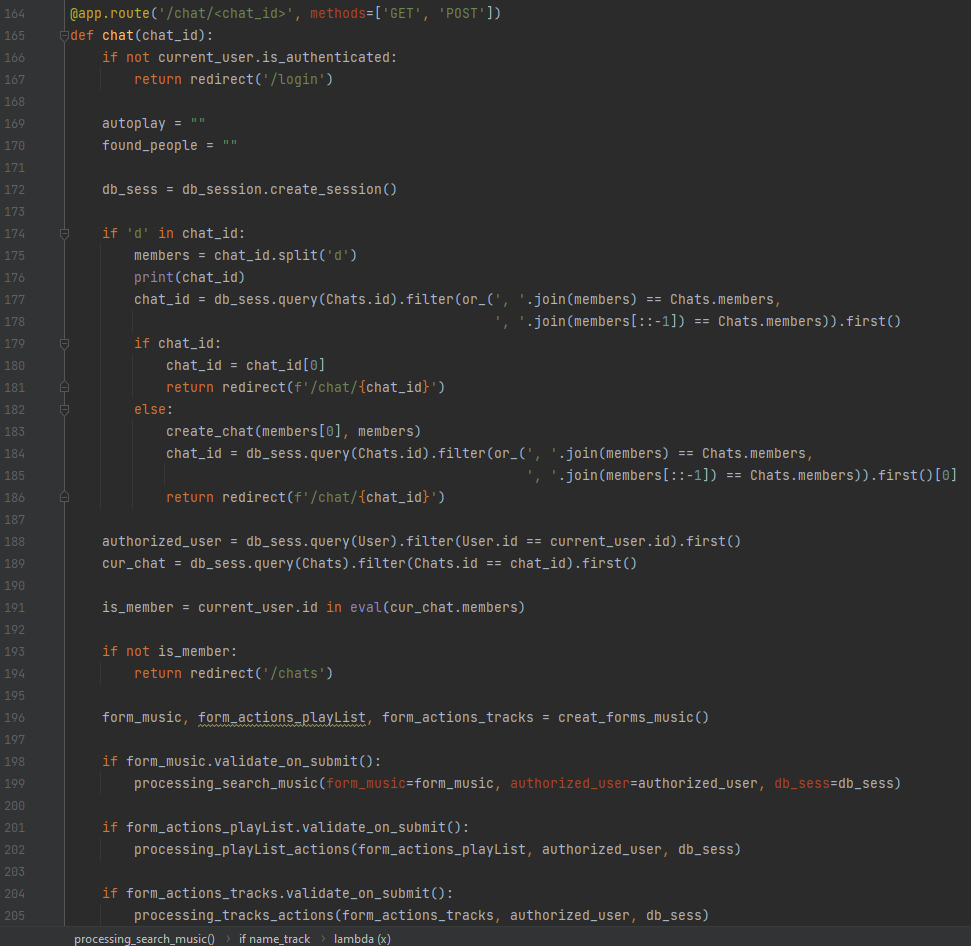 164 @app.route('/chat/<chat_id>', methods=['GET', 'POST'])
165 def chat(chat_id):
166     if not current_user.is_authenticated:
167         return redirect('/login')
168
169     autoplay = ""
170     found_people = ""
171
172     db_sess = db_session.create_session()
173
174     if 'd' in chat_id:
175         members = chat_id.split('d')
176         print(chat_id)
177         chat_id = db_sess.query(Chats.id).filter(or_(', '.join(members) == Chats.members,
178                                                      ', '.join(members[::-1]) == Chats.members)).first()
179         if chat_id:
180             chat_id = chat_id[0]
181             return redirect(f'/chat/{chat_id}')
182         else:
183             create_chat(members[0], members)
184             chat_id = db_sess.query(Chats.id).filter(or_(', '.join(members) == Chats.members,
185                                                          ', '.join(members[::-1]) == Chats.members)).first()[0]
186             return redirect(f'/chat/{chat_id}')
187
188     authorized_user = db_sess.query(User).filter(User.id == current_user.id).first()
189     cur_chat = db_sess.query(Chats).filter(Chats.id == chat_id).first()
190
191     is_member = current_user.id in eval(cur_chat.members)
192
193     if not is_member:
194         return redirect('/chats')
195
196     form_music, form_actions_playList, form_actions_tracks = creat_forms_music()
197
198     if form_music.validate_on_submit():
199         processing_search_music(form_music=form_music, authorized_user=authorized_user, db_sess=db_sess)
200
201     if form_actions_playList.validate_on_submit():
202         processing_playList_actions(form_actions_playList, authorized_user, db_sess)
203
204     if form_actions_tracks.validate_on_submit():
205         processing_tracks_actions(form_actions_tracks, authorized_user, db_sess)
processing_search_music() › if name_track › lambda (x)